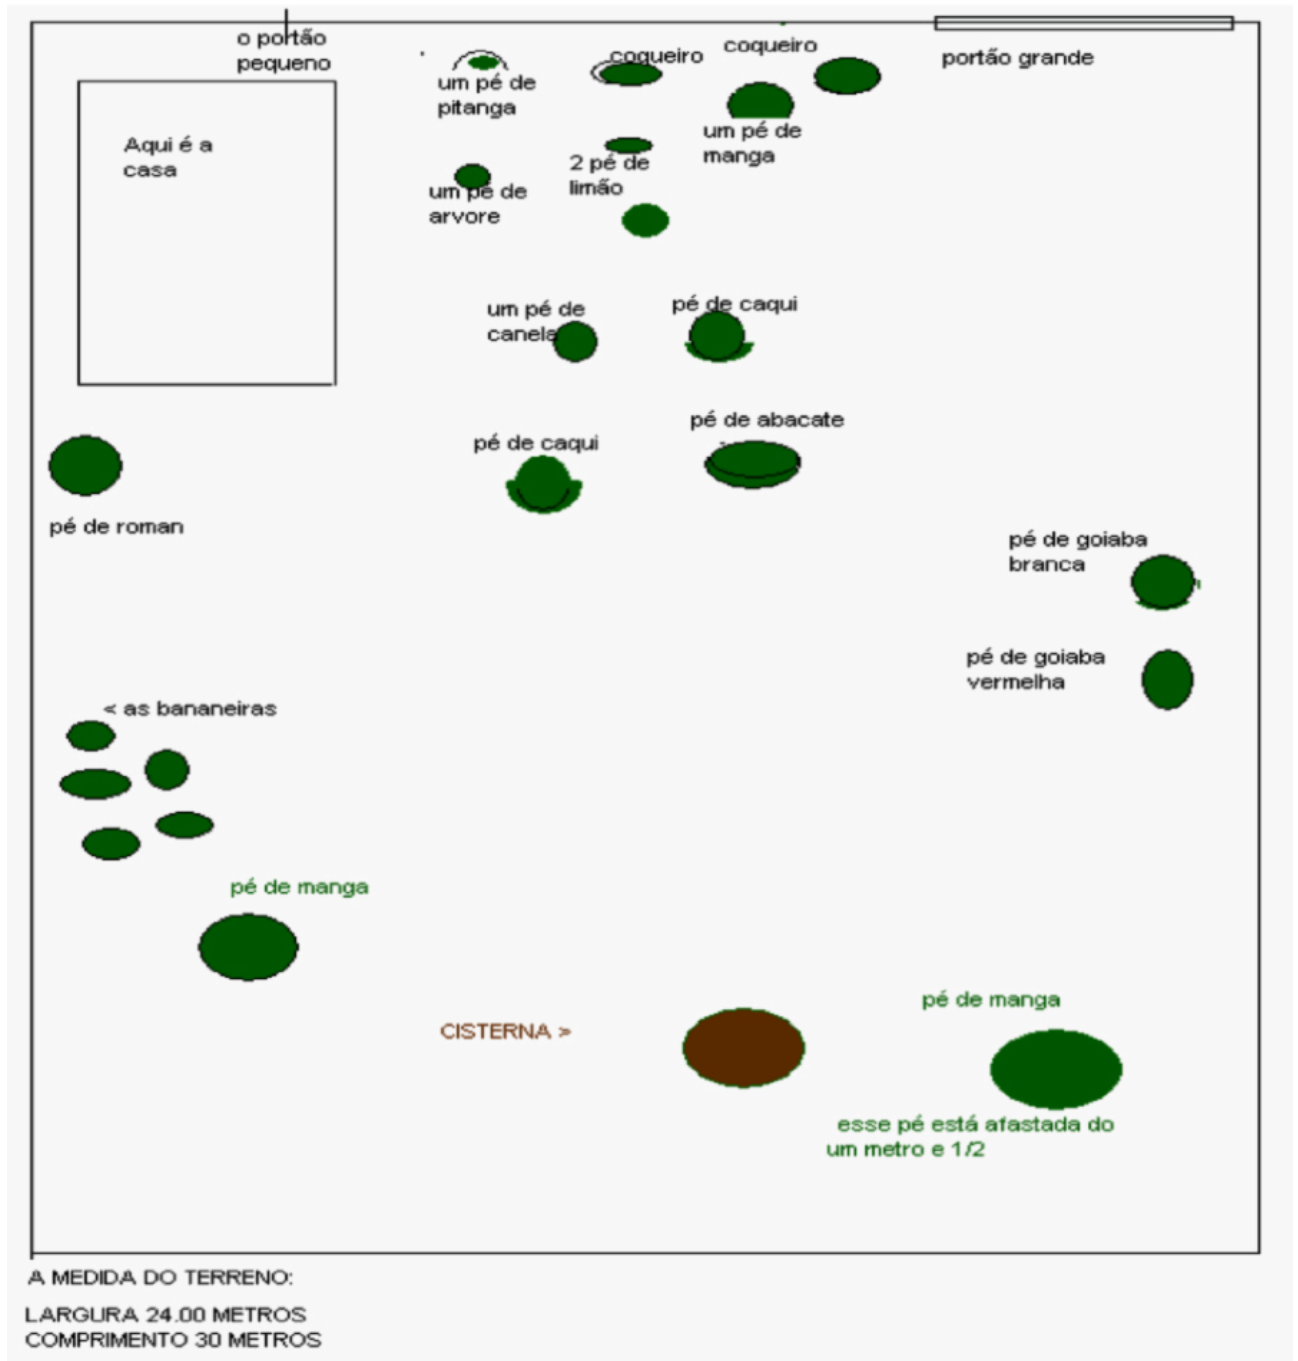 o portão
pequeno
coqueiro
coqueiro
portão grande
um pé de
pitanga
um pé de
manga
Aqui é a
casa
2 pé de
limão
um pé de
arvore
um pé de
canela
pé de caqui
pé de abacate
pé de caqui
pé de roman
pé de goiaba
branca
pé de goiaba
vermelha
< as bananeiras
pé de manga
pé de manga
CISTERNA >
esse pé está afastada do
um metro e 1/2
A MEDIDA DO TERRENO:
LARGURA 24.00 METROS
COMPRIMENTO 30 METROS